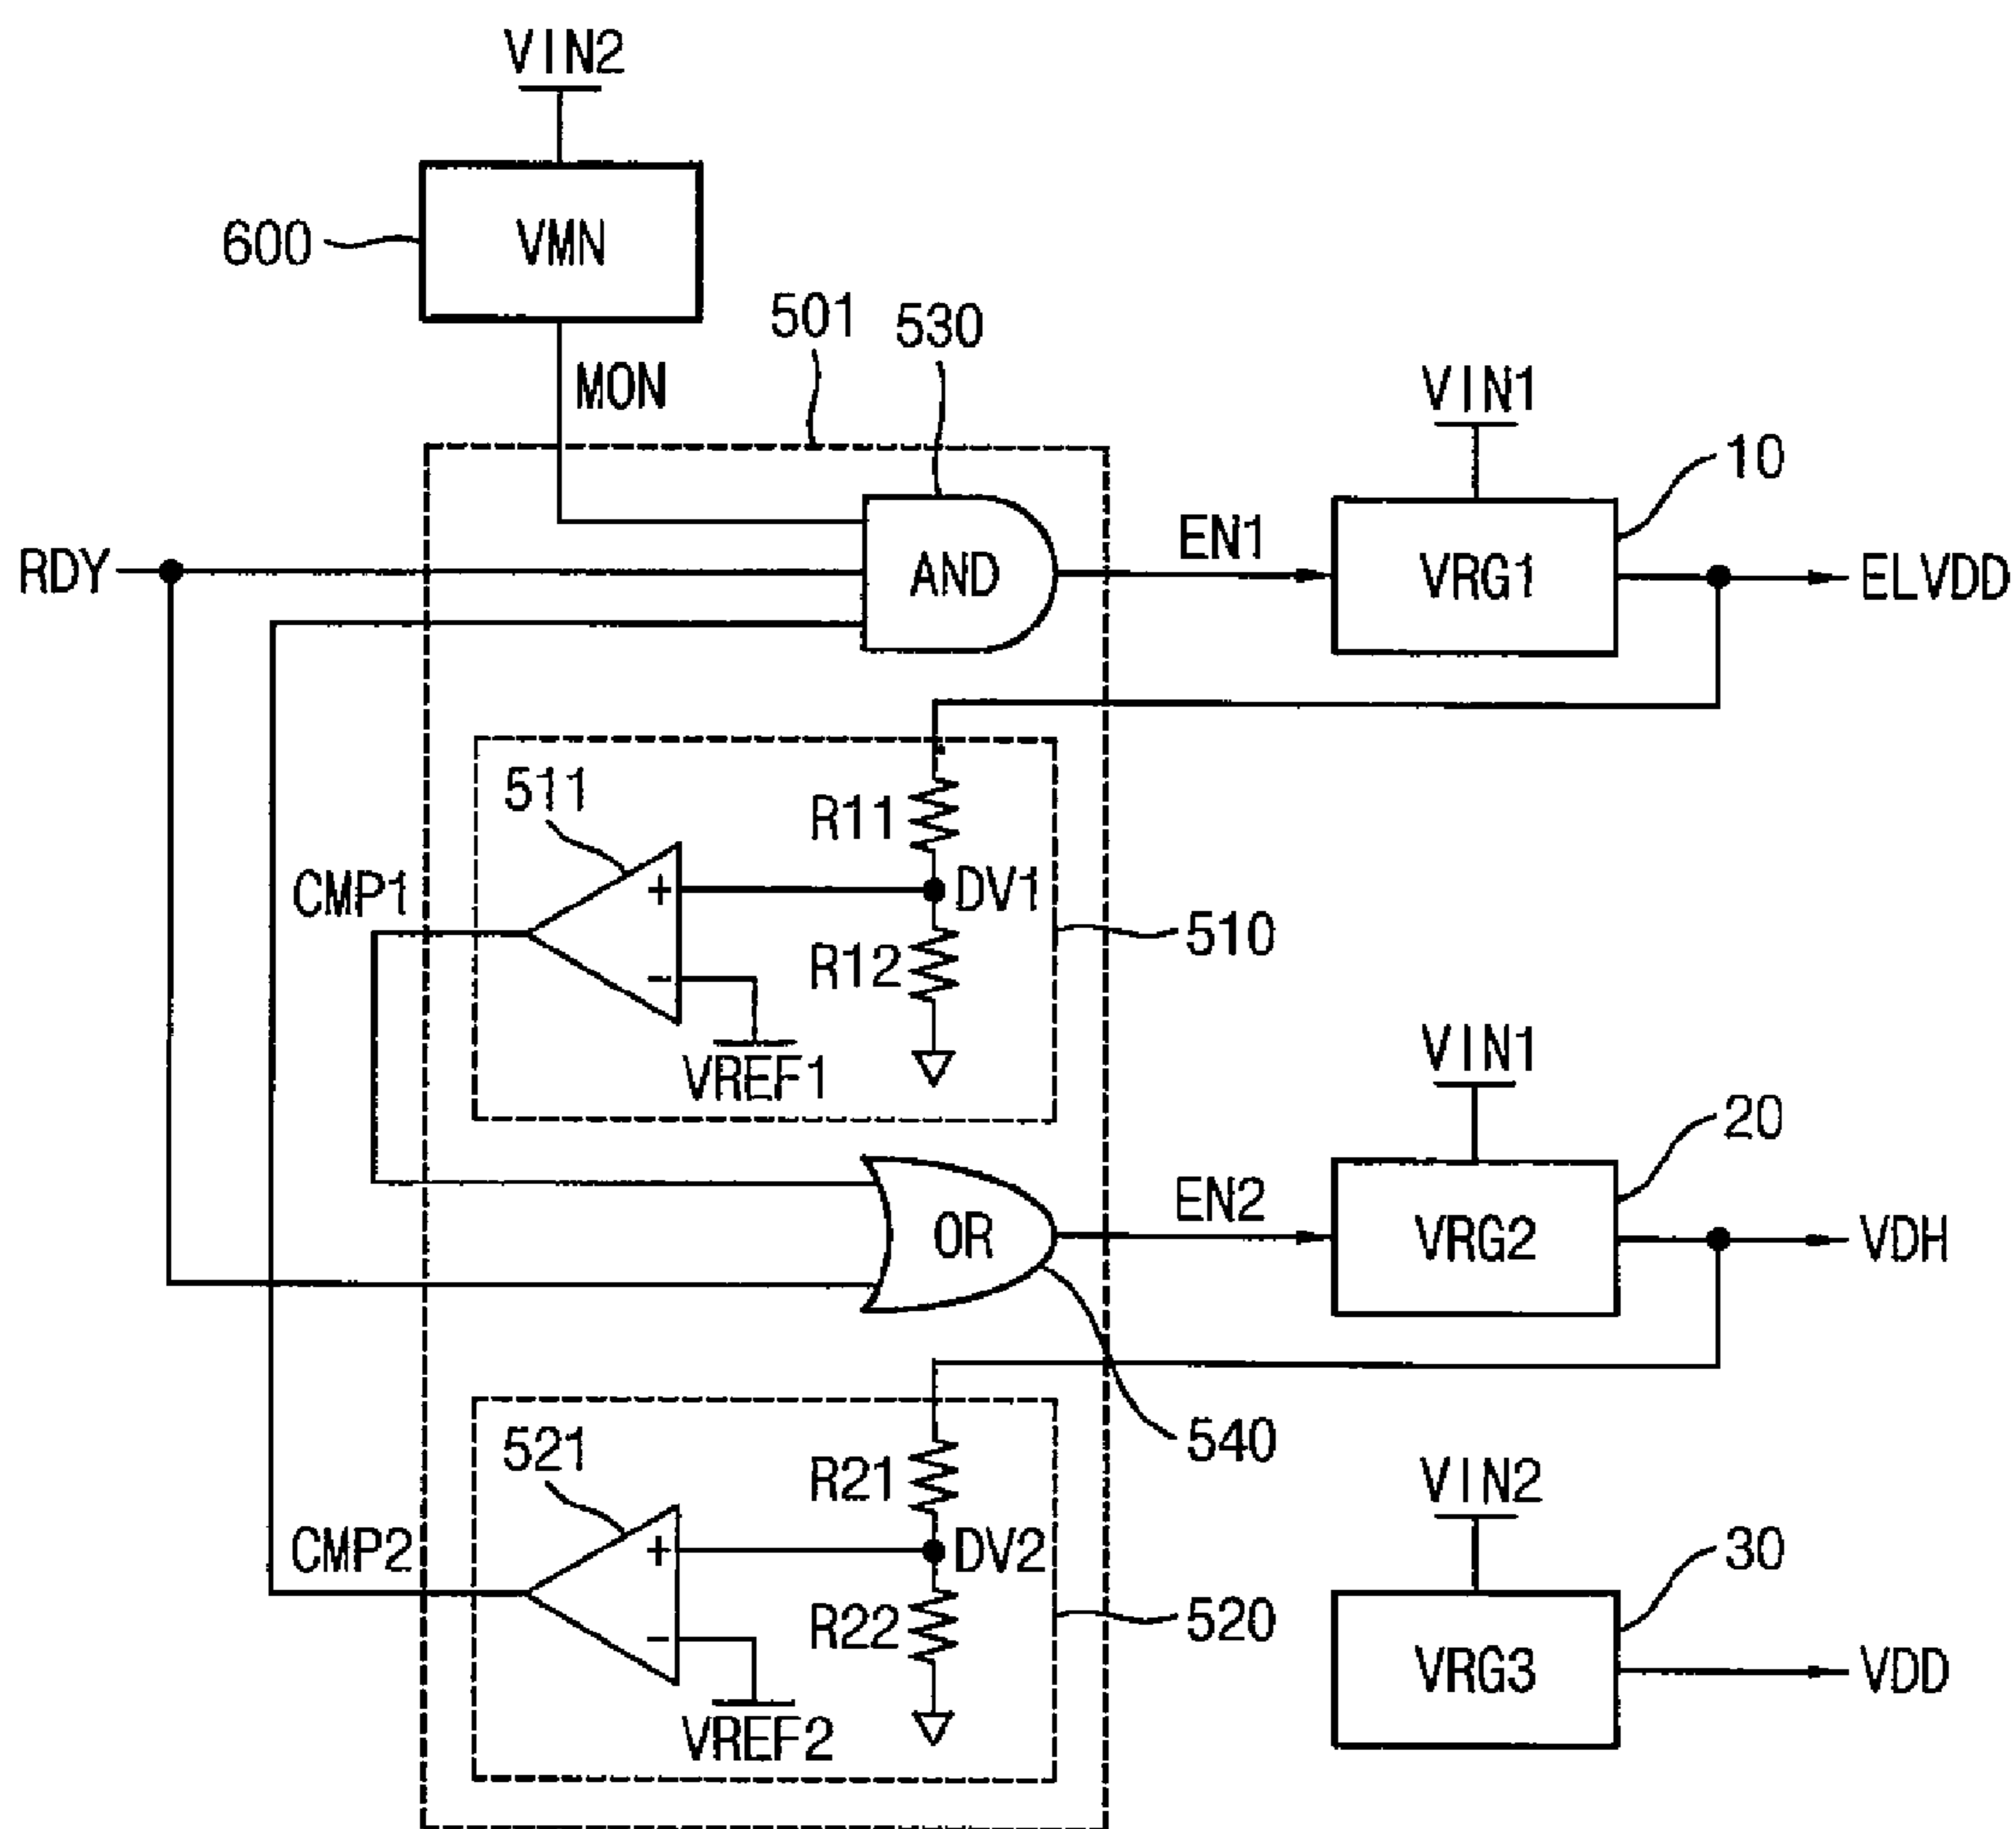 VIN2
600
VMN
MON
501
530
VIN1
10
RDY
AND
EN1
VRG1
ELVDD
511
R11
CMP1
+
DV1
510
R12
-
VREF1
VIN1
20
OR
EN2
VRG2
VDH
540
521
R21
VIN2
CMP2
+
DV2
30
R22
520
-
VRG3
VDD
VREF2